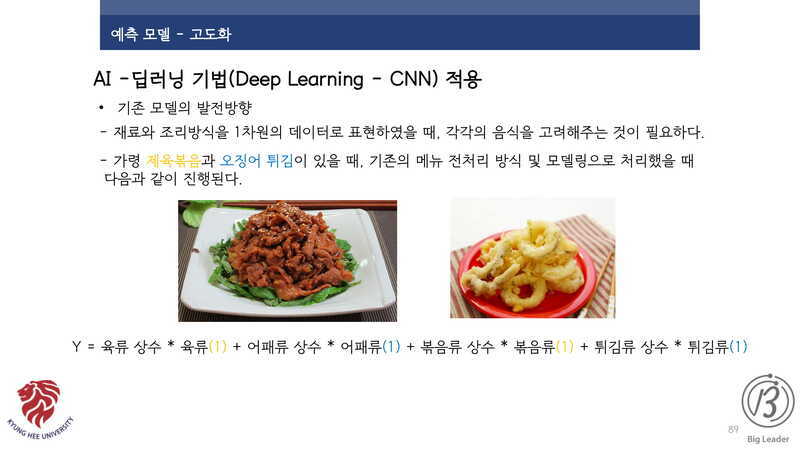 예측 모델 - 고도화
AI -딥러닝 기법(Deep Learning - CNN) 적용
• 기존 모델의 발전방향
- 재료와 조리방식을 1차원의 데이터로 표현하였을 때, 각각의 음식을 고려해주는 것이 필요하다.
- 가령 제육볶음과 오징어 튀김이 있을 때, 기존의 메뉴 전처리 방식 및 모델링으로 처리했을 때
다음과 같이 진행된다.
Y = 육류 상수 * 육류(1) + 어패류 상수 * 어패류(1) + 볶음류 상수 * 볶음류(1) + 튀김류 상수 * 튀김류(1)
KYUNG HEE UNIVERSITY
89
Big Leader